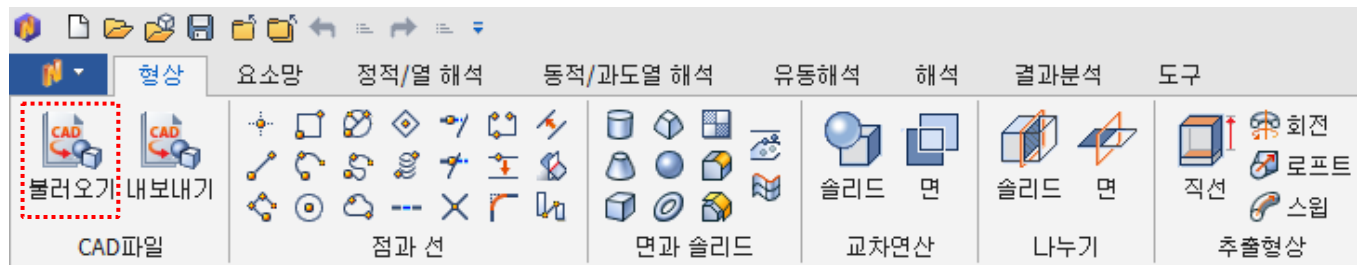 형상 요소망 정적/열 해석 동적/과도열 해석 유동해석 해석 결과분석 도구
CAD CAD
불러오기 내보내기
솔리드 면 솔리드 면 직선
회전
로프트
스윕
CAD파일 점과 선 면과 솔리드 교차연산 나누기 추출형상